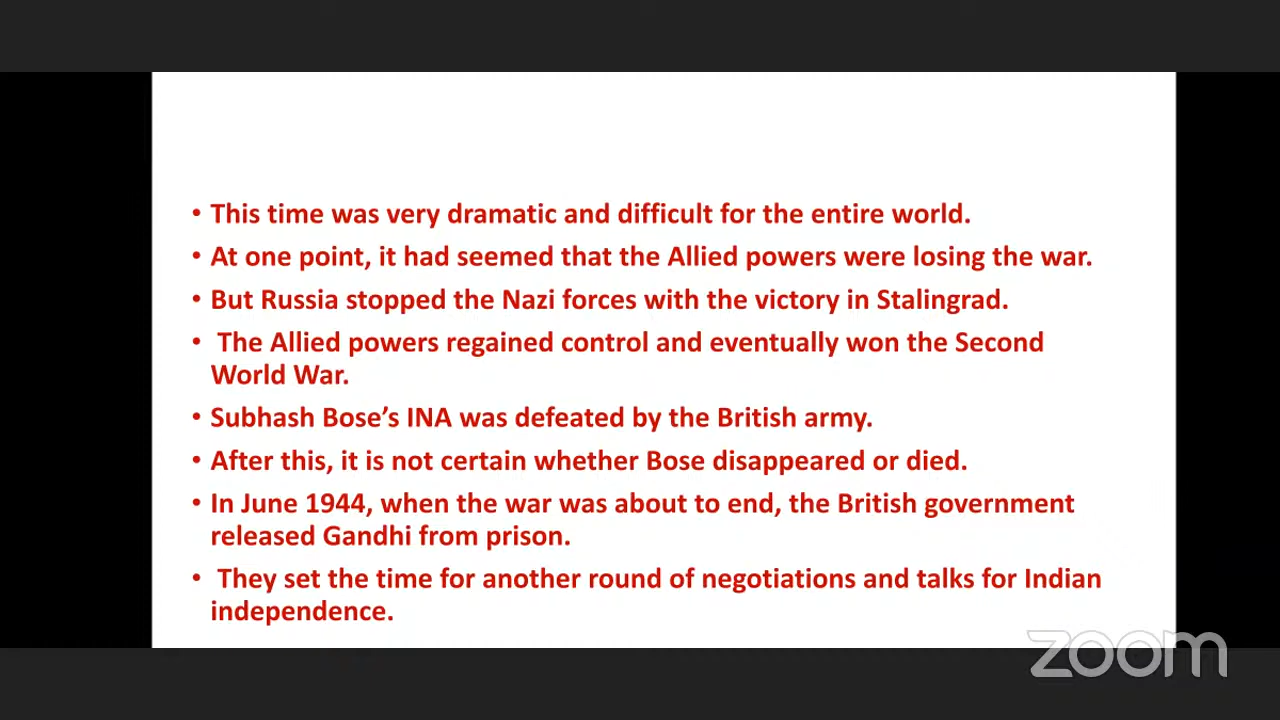 • This time was very dramatic and difficult for the entire world.
• At one point, it had seemed that the Allied powers were losing the war.
• But Russia stopped the Nazi forces with the victory in Stalingrad.
• The Allied powers regained control and eventually won the Second
World War.
• Subhash Bose’s INA was defeated by the British army.
• After this, it is not certain whether Bose disappeared or died.
• In June 1944, when the war was about to end, the British government
released Gandhi from prison.
• They set the time for another round of negotiations and talks for Indian
independence.
zoom